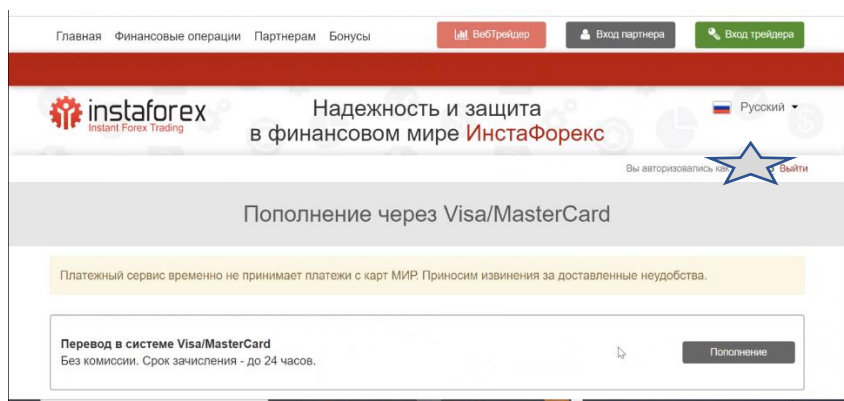 Главная Финансовые операции Партнерам Бонусы ВебТрейдер Вход партнера Вход трейдера
instaforex
Instant Forex Trading
Надежность и защита
в финансовом мире ИнстаФорекс
Русский
Вы авторизовались как Выйти
Пополнение через Visa/MasterCard
Платежный сервис временно не принимает платежи с карт МИР. Приносим извинения за доставленные неудобства.
Перевод в системе Visa/MasterCard
Без комиссии. Срок зачисления - до 24 часов.
Пополнение